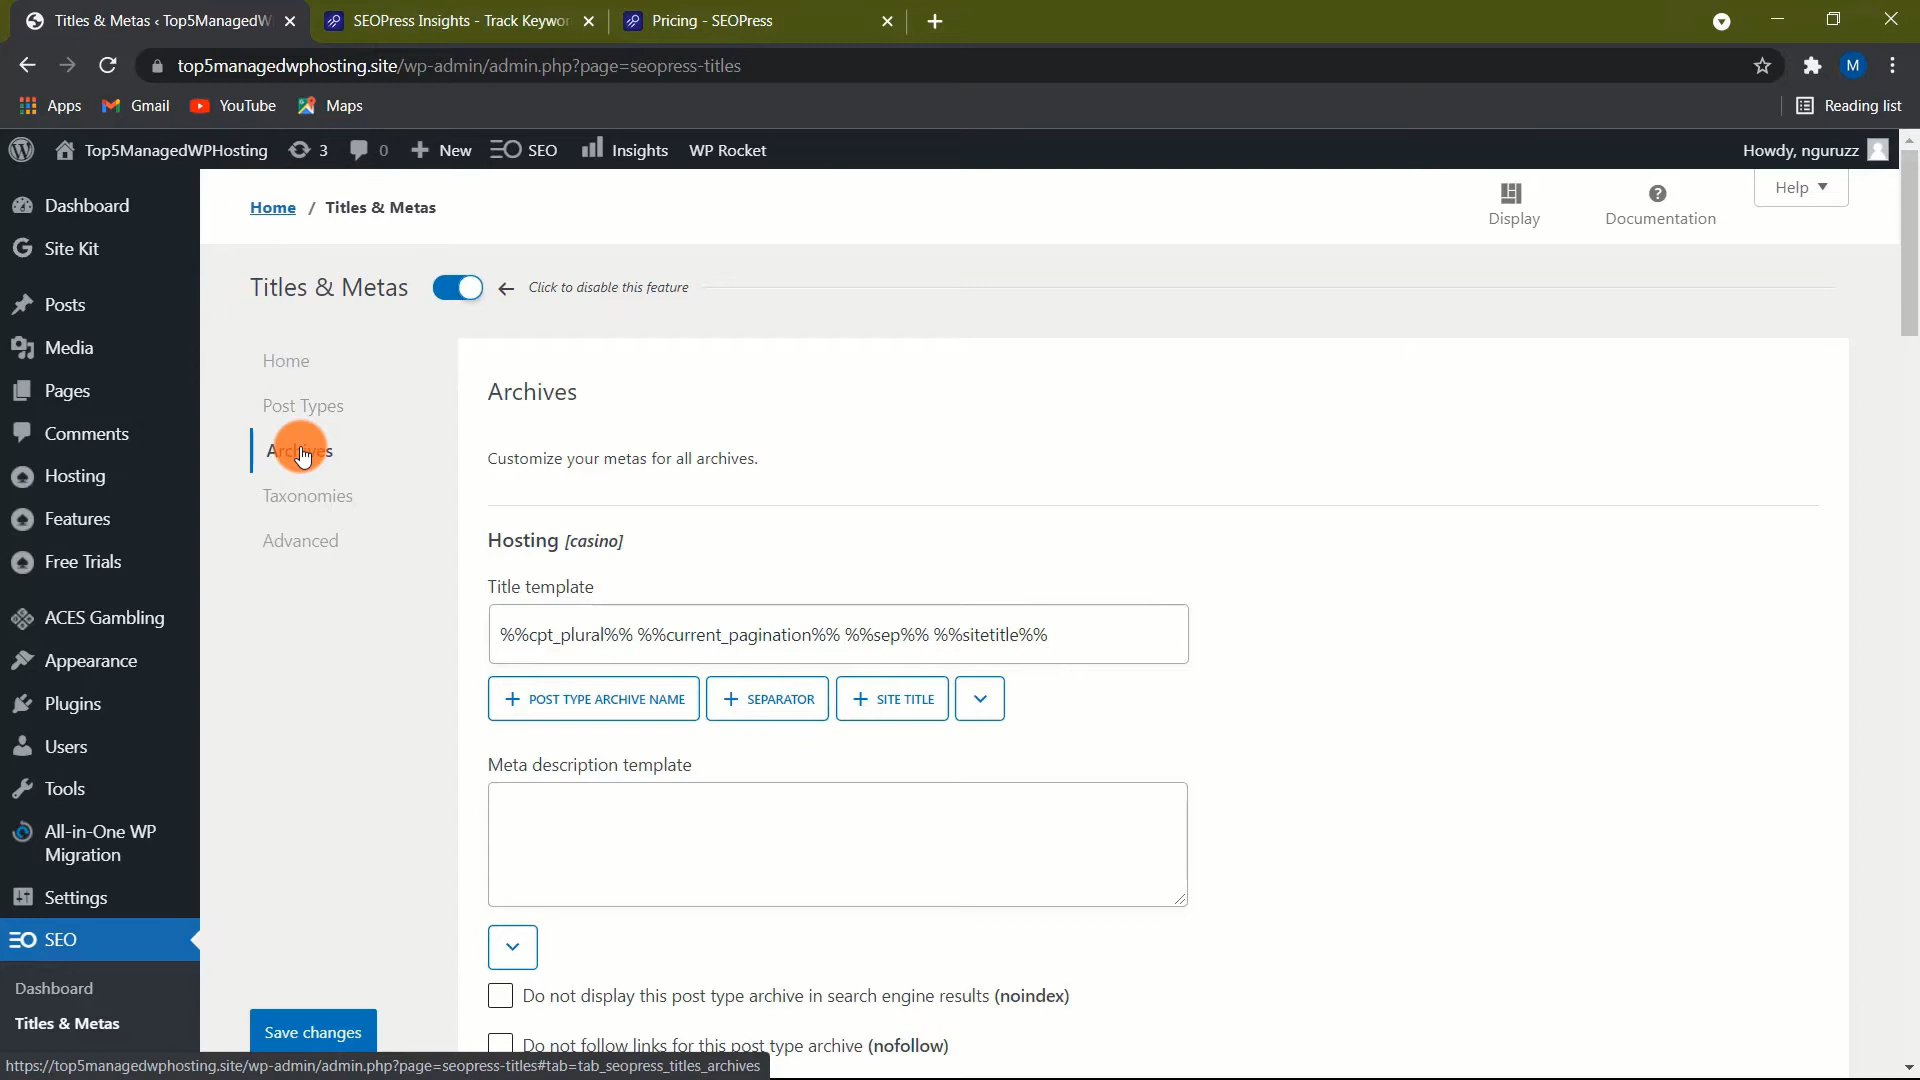 Titles & Metas ‹ Top5ManagedW
SEOPress Insights - Track Keywor
Pricing - SEOPress
top5managedwphosting.site/wp-admin/admin.php?page=seopress-titles
M
Apps
Gmail
YouTube
Maps
Reading list
Top5ManagedWPHosting
3
0
New
SEO
Insights
WP Rocket
Howdy, nguruzz
Dashboard
Site Kit
Posts
Media
Pages
Comments
Hosting
Features
Free Trials
ACES Gambling
Appearance
Plugins
Users
Tools
All-in-One WP
Migration
Settings
SEO
Dashboard
Titles & Metas
Home / Titles & Metas
Display
Documentation
Help
Titles & Metas
Click to disable this feature
Home
Post Types
Archives
Taxonomies
Advanced
Save changes
Archives
Customize your metas for all archives.
Hosting [casino]
Title template
%%cpt_plural%% %%current_pagination%% %%sep%% %%sitetitle%%
+ POST TYPE ARCHIVE NAME
+ SEPARATOR
+ SITE TITLE
Meta description template
Do not display this post type archive in search engine results (noindex)
Do not follow links for this post type archive (nofollow)
https://top5managedwphosting.site/wp-admin/admin.php?page=seopress-titles#tab=tab_seopress_titles_archives